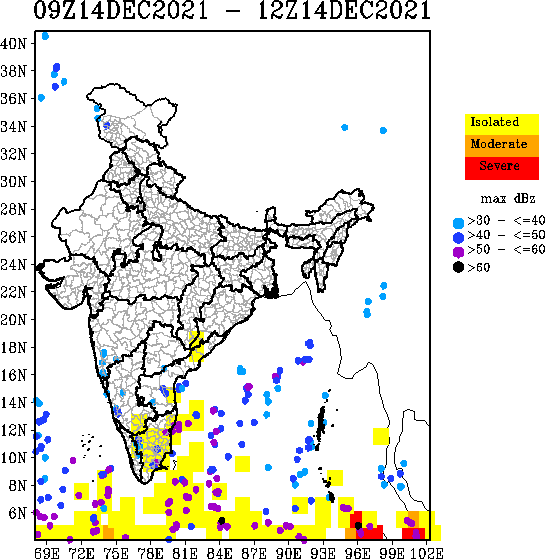 09Z14DEC2021 – 12Z14DEC2021
40N
38N
36N
34N
32N
30N
28N
26N
24N
22N
20N
18N
16N
14N
12N
10N
8N
6N
69E 72E 75E 78E 81E 84E 87E 90E 93E 96E 99E 102E
Isolated
Moderate
Severe
max dBz
>30 – <=40
>40 – <=50
>50 – <=60
>60